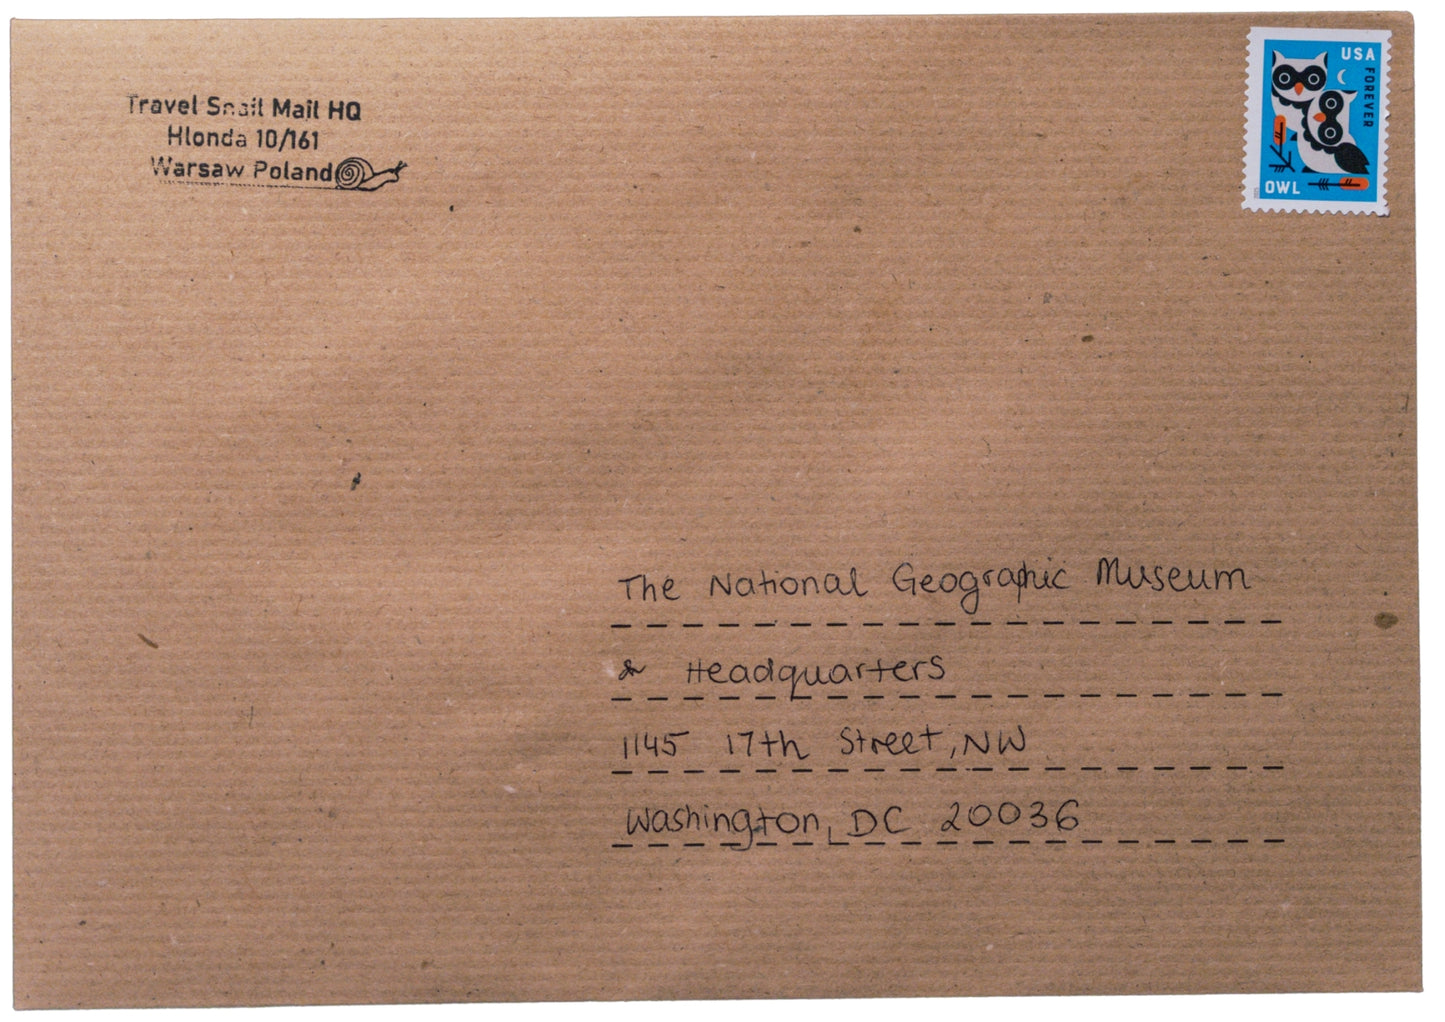 Travel Snail Mail HQ
Hlonda 10/161
Warsaw Poland
USA
FOREVER
OWL
The National Geographic Museum
& Headquarters
1145 17th Street, NW
Washington, DC 20036